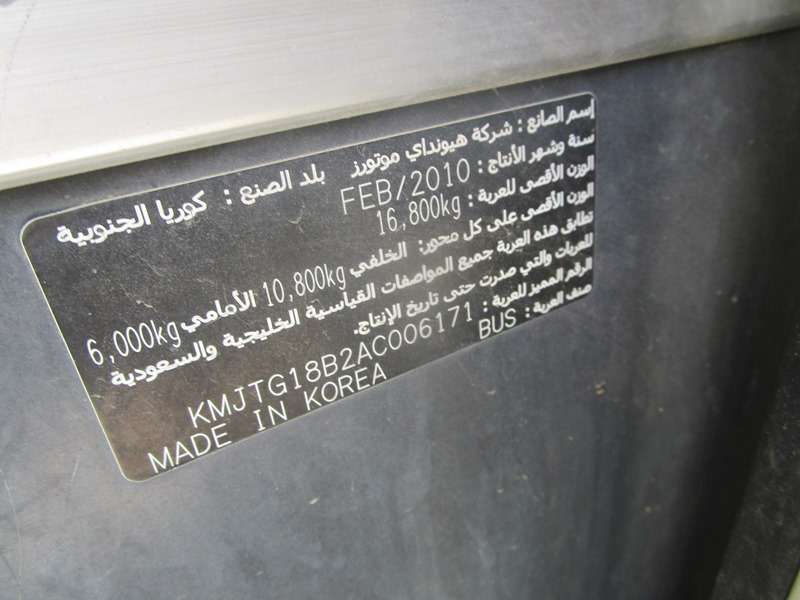 إسم الصانع : شركة هيونداي موتورز بلد الصنع : كوريا الجنوبية
سنة وشهر الأنتاج : FEB/2010
الوزن الأقصى للعربة : 16,800kg
الوزن الأقصى على كل محور: الخلفي 10,800kg الأمامي 6,000kg
تطابق هذه العربة جميع المواصفات القياسية الخليجية والسعودية
للعربات والتي صدرت حتى تاريخ الإنتاج.
الرقم المميز للعربة : KMJTG18B2AC006171
صنف العربة : BUS
MADE IN KOREA